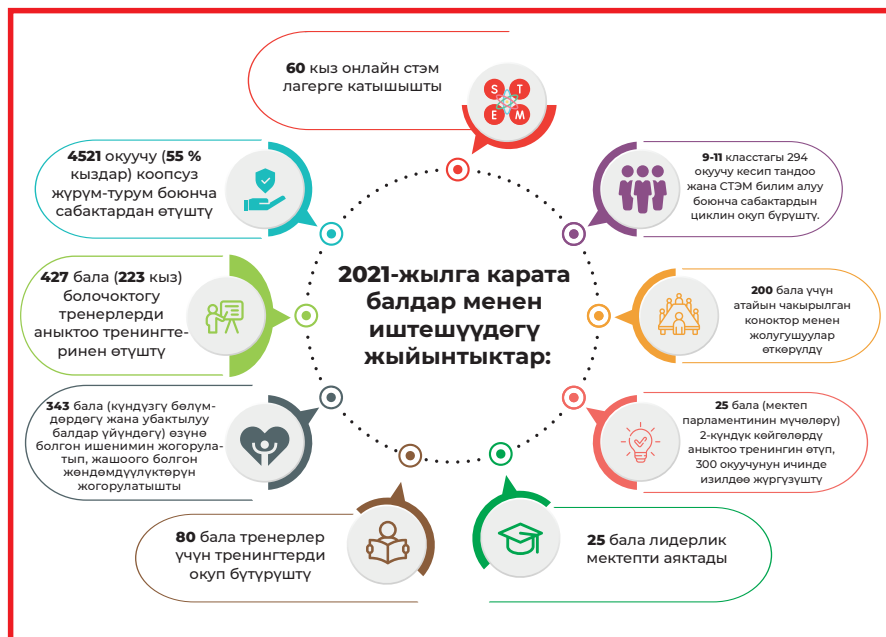 60 кыз онлайн стэм
лагерге катышышты
S T
E M
4521 окуучу (55 %
кыздар) коопсуз
жүрүм-турум боюнча
сабактардан өтүштү
9-11 класстагы 294
окуучу кесип тандоо
жана СТЭМ билим алуу
боюнча сабактардын
циклин окуп бүрүштү.
2021-жылга карата
балдар менен
иштешүүдөгү
жыйынтыктар:
427 бала (223 кыз)
болочоктогу
тренерлерди
аныктоо тренингте-
ринен өтүштү
200 бала үчүн
атайын чакырылган
коноктор менен
жолугушуулар
өткөрүлдү
343 бала (күндүзгү бөлүм-
дөрдөгү жана убактылуу
балдар үйүндөгү) өзүнө
болгон ишенимин жогорула-
тып, жашоого болгон
жөндөмдүүлүктөрүн
жогорулатышты
25 бала (мектеп
парламентинин мүчөлөрү)
2-күндүк көйгөлөрдү
аныктоо тренингин өтүп,
300 окуучунун ичинде
изилдөө жүргүзүштү
80 бала тренерлер
үчүн тренингтерди
окуп бүтүрүштү
25 бала лидерлик
мектепти аяктады